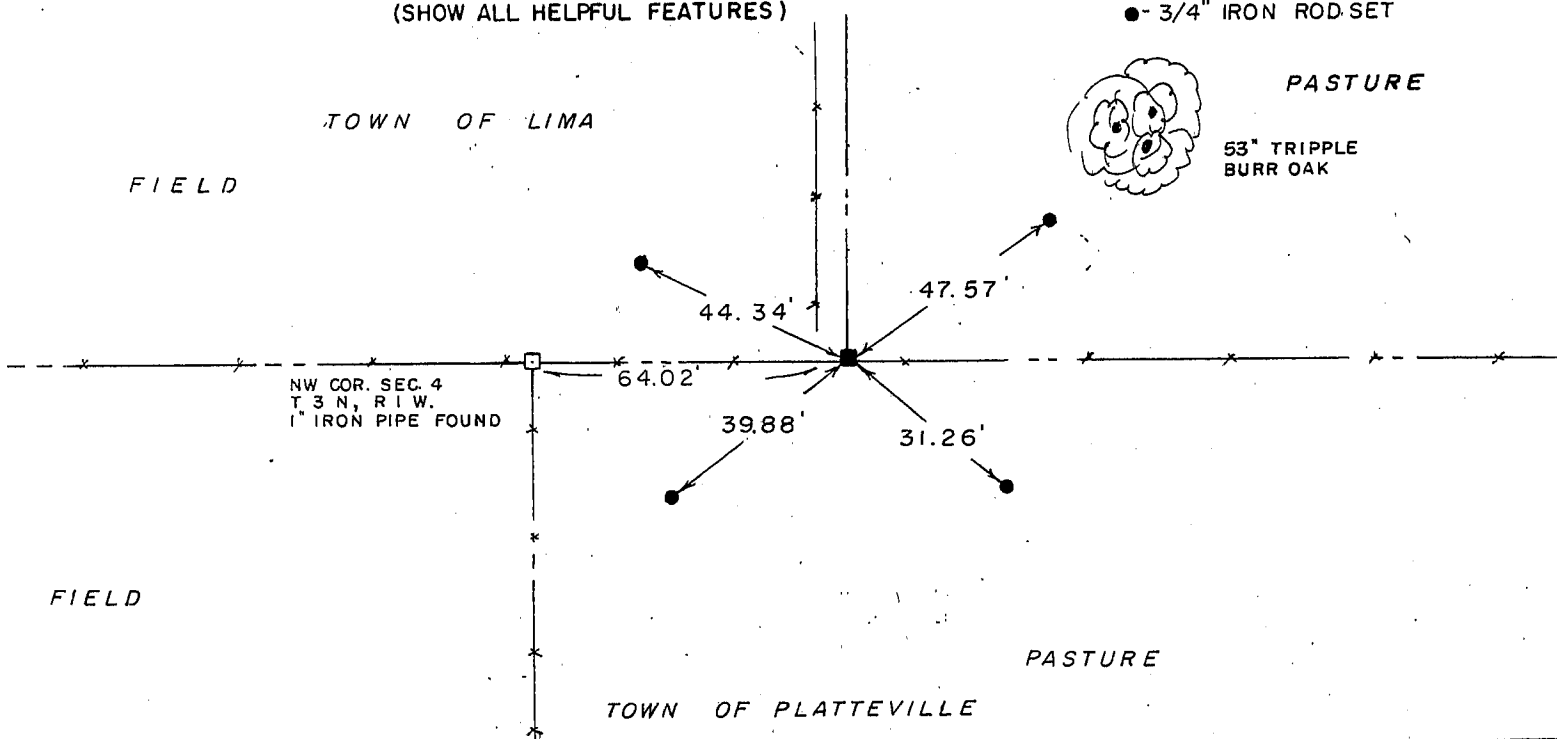 (SHOW ALL HELPFUL FEATURES)
●- 3/4" IRON ROD SET
PASTURE
TOWN OF LIMA
53" TRIPPLE
BURR OAK
FIELD
47.57'
44.34'
64.02'
NW COR. SEC. 4
T 3 N, R 1 W.
1" IRON PIPE FOUND
39.88'
31.26'
FIELD
PASTURE
TOWN OF PLATTEVILLE